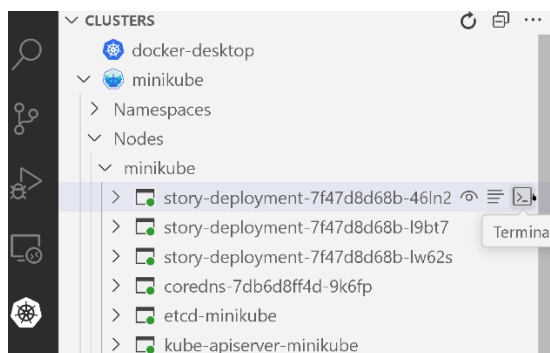 CLUSTERS
docker-desktop
minikube
Namespaces
Nodes
minikube
story-deployment-7f47d8d68b-46ln2
story-deployment-7f47d8d68b-l9bt7
Termina
story-deployment-7f47d8d68b-lw62s
coredns-7db6d8ff4d-9k6fp
etcd-minikube
kube-apiserver-minikube